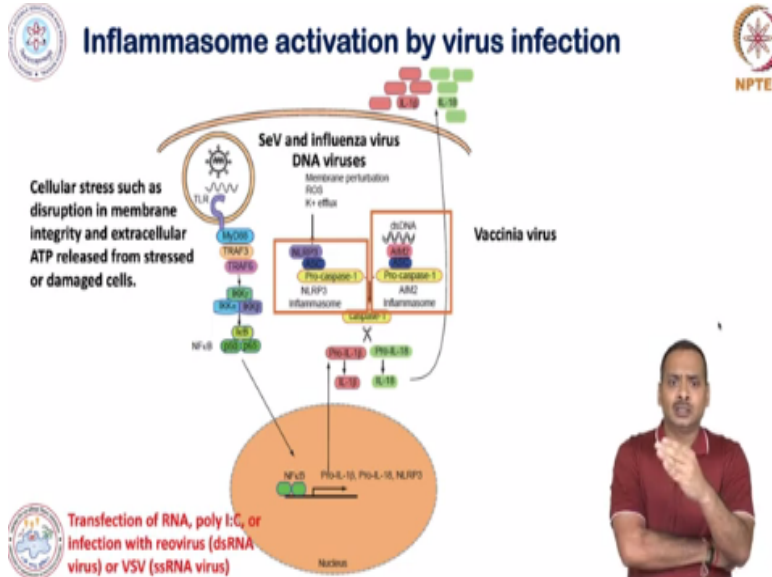 Inflammasome activation by virus infection
NPTE
IL-1β
IL-18
SeV and influenza virus
DNA viruses
Membrane perturbation
ROS
K+ efflux
Cellular stress such as
disruption in membrane
integrity and extracellular
ATP released from stressed
or damaged cells.
TLR
MyD88
TRAF3
TRAF6
IKKγ
IKKα
IKKβ
IκB
NFκB
p50
p65
NLRP3
ASC
Pro-caspase-1
NLRP3
Inflammasome
dsDNA
AIM2
ASC
Pro-caspase-1
AIM2
Inflammasome
Vaccinia virus
Caspase-1
Pro-IL-1β
Pro-IL-18
IL-1β
IL-18
NFκB
Pro-IL-1β, Pro-IL-18, NLRP3
Nucleus
Transfection of RNA, poly I:C, or
infection with reovirus (dsRNA
virus) or VSV (ssRNA virus)